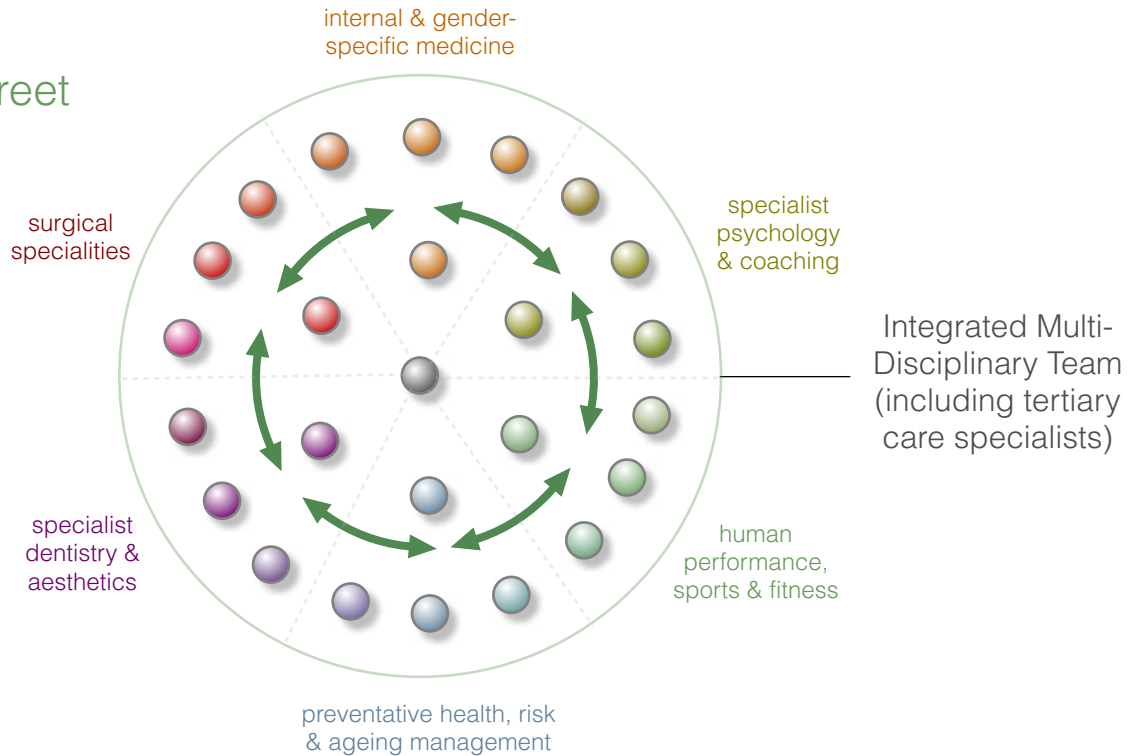 internal & gender-
specific medicine
reet
surgical
specialities
specialist
psychology
& coaching
Integrated Multi-
Disciplinary Team
(including tertiary
care specialists)
specialist
dentistry &
aesthetics
human
performance,
sports & fitness
preventative health, risk
& ageing management